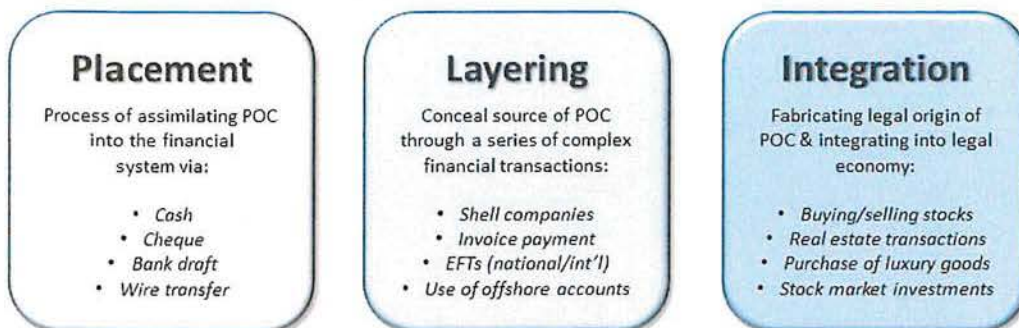 Placement
Process of assimilating POC
into the financial
system via:
• Cash
• Cheque
• Bank draft
• Wire transfer
Layering
Conceal source of POC
through a series of complex
financial transactions:
• Shell companies
• Invoice payment
• EFTs (national/int'l)
• Use of offshore accounts
Integration
Fabricating legal origin of
POC & integrating into legal
economy:
• Buying/selling stocks
• Real estate transactions
• Purchase of luxury goods
• Stock market investments